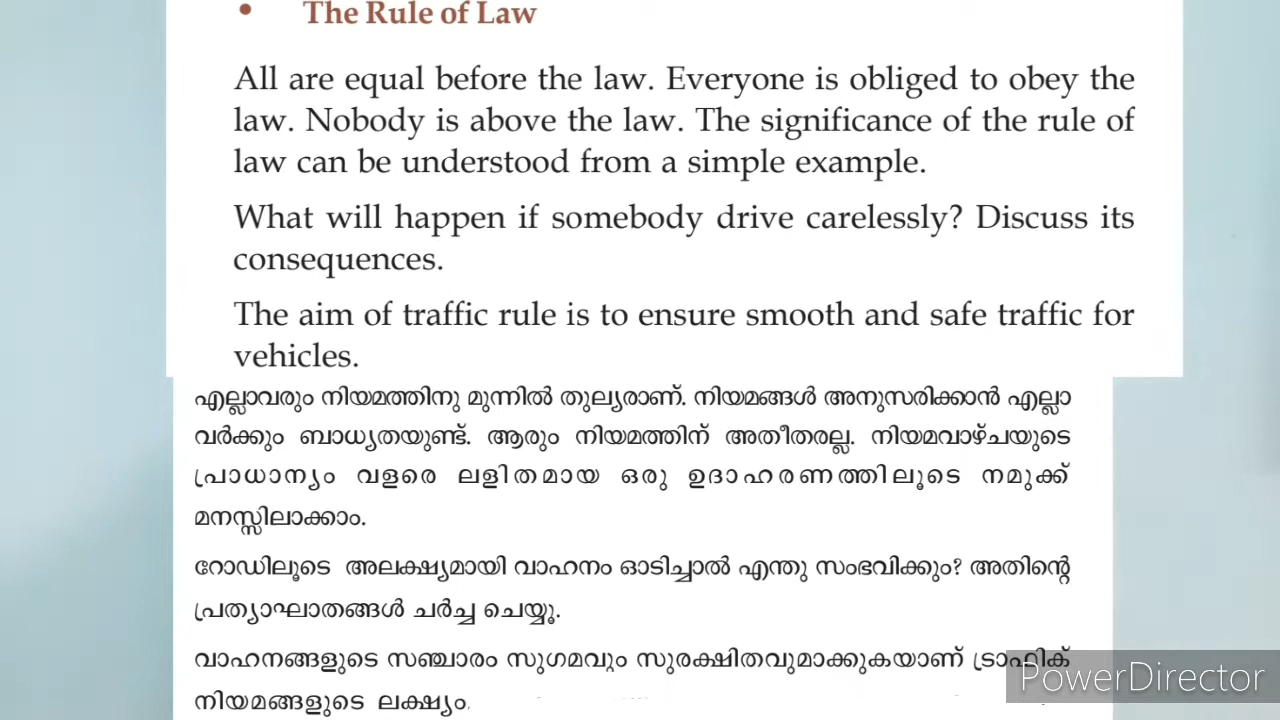 • The Rule of Law
All are equal before the law. Everyone is obliged to obey the
law. Nobody is above the law. The significance of the rule of
law can be understood from a simple example.
What will happen if somebody drive carelessly? Discuss its
consequences.
The aim of traffic rule is to ensure smooth and safe traffic for
vehicles.
എല്ലാവരും നിയമത്തിനു മുന്നിൽ തുല്യരാണ്. നിയമങ്ങൾ അനുസരിക്കാൻ എല്ലാ
വർക്കും ബാധ്യതയുണ്ട്. ആരും നിയമത്തിന് അതീതരല്ല. നിയമവാഴ്ചയുടെ
പ്രാധാന്യം വളരെ ലളിതമായ ഒരു ഉദാഹരണത്തിലൂടെ നമുക്ക്
മനസ്സിലാക്കാം.
റോഡിലൂടെ അലക്ഷ്യമായി വാഹനം ഓടിച്ചാൽ എന്തു സംഭവിക്കും? അതിന്റെ
പ്രത്യാഘാതങ്ങൾ ചർച്ച ചെയ്യൂ.
വാഹനങ്ങളുടെ സഞ്ചാരം സുഗമവും സുരക്ഷിതവുമാക്കുകയാണ് ട്രാഫിക്
നിയമങ്ങളുടെ ലക്ഷ്യം.
PowerDirector